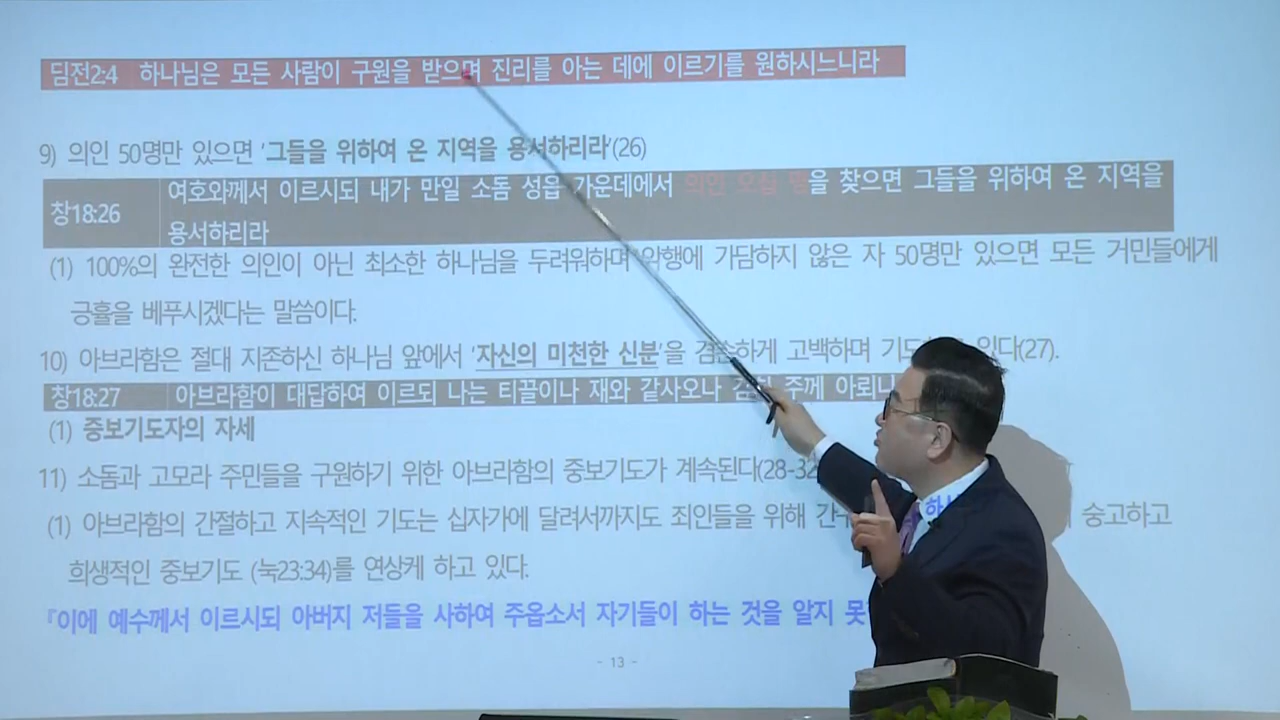 딤전2:4 하나님은 모든 사람이 구원을 받으며 진리를 아는 데에 이르기를 원하시느니라
9) 의인 50명만 있으면 '그들을 위하여 온 지역을 용서하리라'(26)
창18:26 여호와께서 이르시되 내가 만일 소돔 성읍 가운데에서 의인 오십 명을 찾으면 그들을 위하여 온 지역을
용서하리라
(1) 100%의 완전한 의인이 아닌 최소한 하나님을 두려워하며 악행에 가담하지 않은 자 50명만 있으면 모든 거민들에게
긍휼을 베푸시겠다는 말씀이다.
10) 아브라함은 절대 지존하신 하나님 앞에서 '자신의 미천한 신분'을 겸손하게 고백하며 있다(27).
창18:27 아브라함이 대답하여 이르되 나는 티끌이나 재와 같사오나 주께
(1) 중보기도자의 자세
11) 소돔과 고모라 주민들을 구원하기 위한 아브라함의 중보기도가 계속된다(28-32
(1) 아브라함의 간절하고 지속적인 기도는 십자가에 달려서까지도 죄인들을 위해 숭고하고
희생적인 중보기도 (눅23:34)를 연상케 하고 있다.
『이에 예수께서 이르시되 아버지 저들을 사하여 주옵소서 자기들이 하는 것을 알지
- 13 -